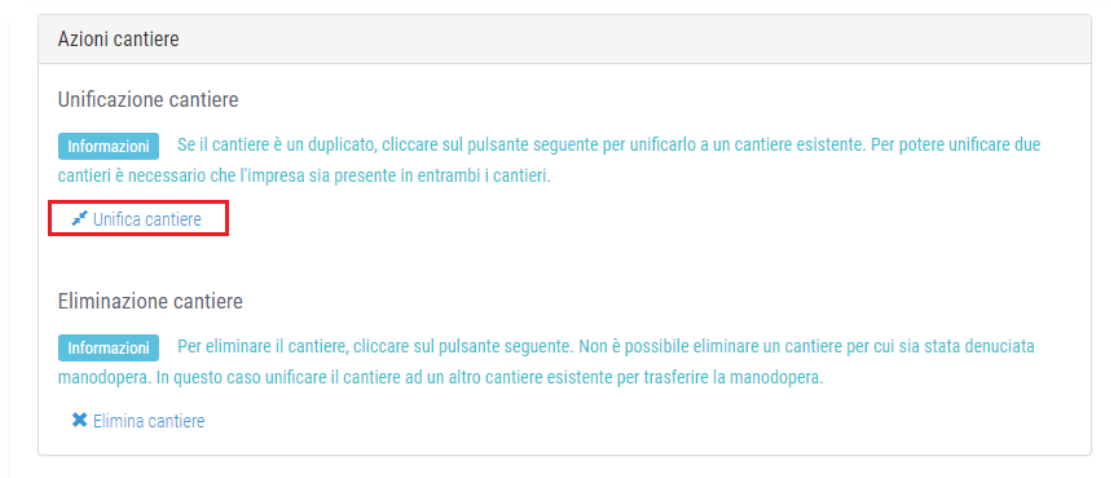 Azioni cantiere
Unificazione cantiere
Informazioni Se il cantiere è un duplicato, cliccare sul pulsante seguente per unificarlo a un cantiere esistente. Per potere unificare due
cantieri è necessario che l'impresa sia presente in entrambi i cantieri.
Unifica cantiere
Eliminazione cantiere
Informazioni Per eliminare il cantiere, cliccare sul pulsante seguente. Non è possibile eliminare un cantiere per cui sia stata denuciata
manodopera. In questo caso unificare il cantiere ad un altro cantiere esistente per trasferire la manodopera.
Elimina cantiere